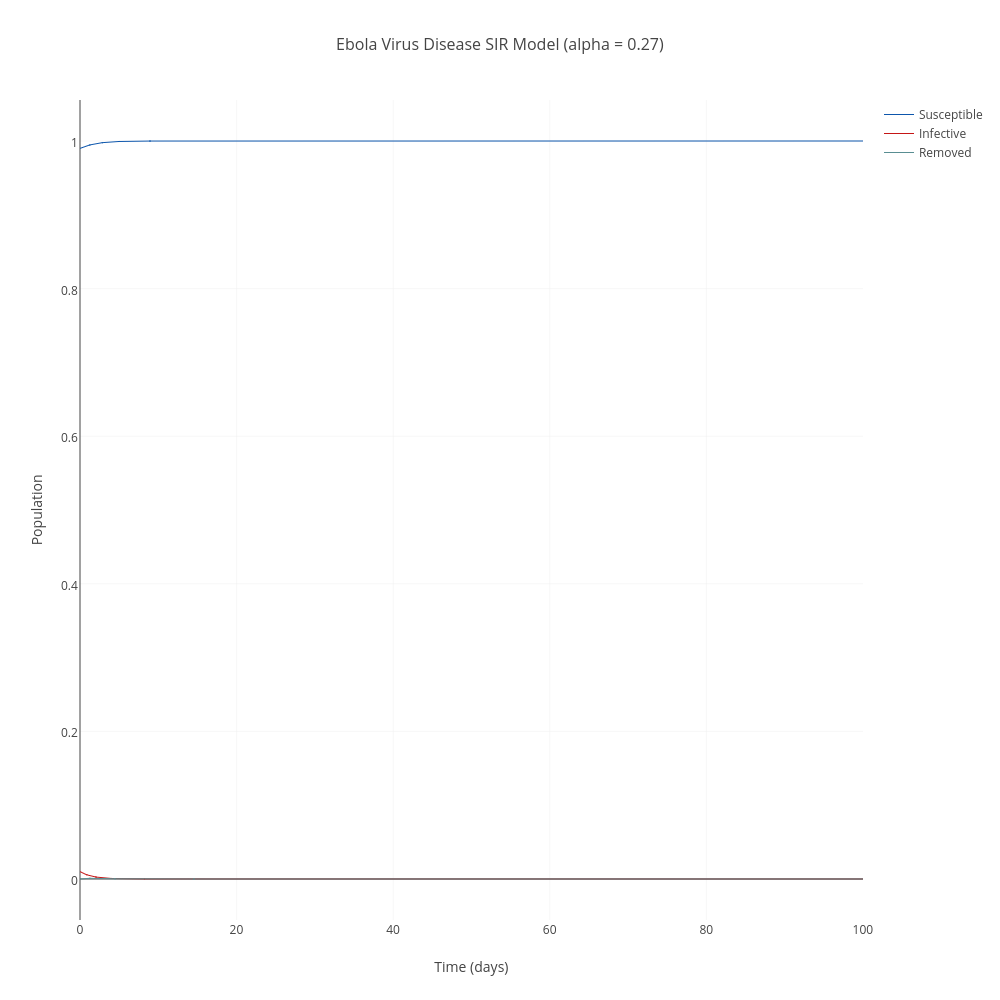 Ebola Virus Disease SIR Model (alpha = 0.27)
Susceptible
Infective
Removed
1
0.8
0.6
0.4
0.2
0
Population
0
20
40
60
80
100
Time (days)